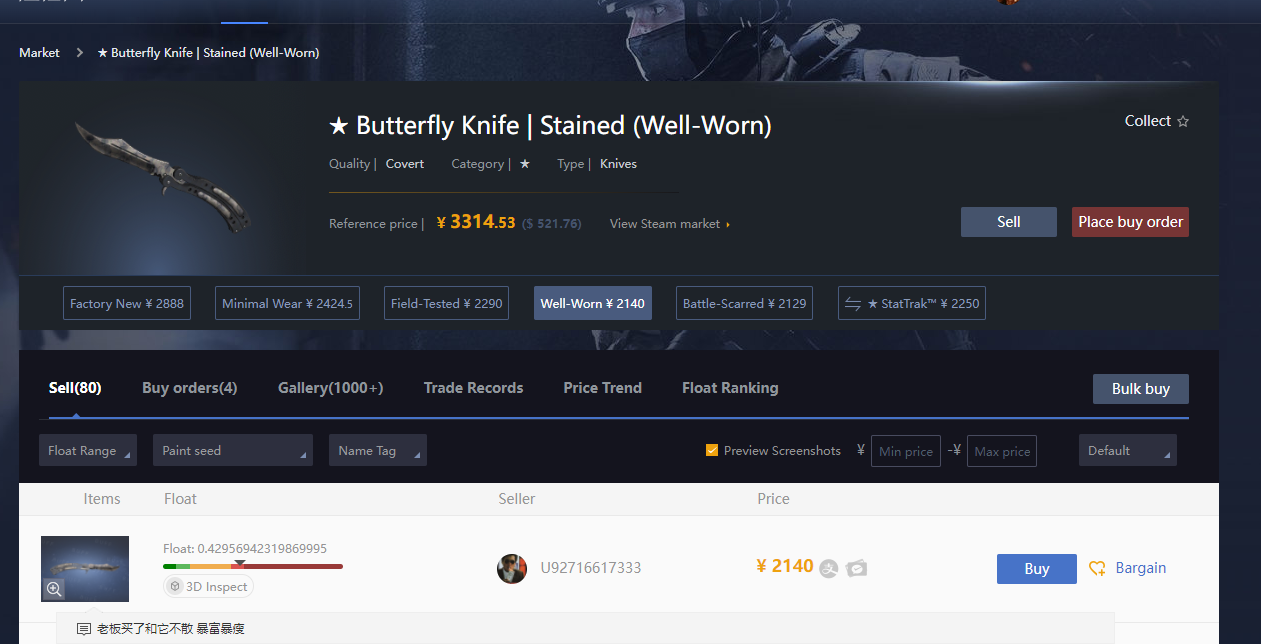 Market > ★ Butterfly Knife | Stained (Well-Worn)
★ Butterfly Knife | Stained (Well-Worn)
Collect ☆
Quality | Covert Category | ★ Type | Knives
Reference price | ¥ 3314.53 ($ 521.76) View Steam market
Sell
Place buy order
Factory New ¥ 2888
Minimal Wear ¥ 2424.5
Field-Tested ¥ 2290
Well-Worn ¥ 2140
Battle-Scarred ¥ 2129
★ StatTrak™ ¥ 2250
Sell(80) Buy orders(4) Gallery(1000+) Trade Records Price Trend Float Ranking
Bulk buy
Float Range Paint seed Name Tag
Preview Screenshots ¥ Min price -¥ Max price Default
Items Float Seller Price
Float: 0.42956942319869995
3D Inspect
U92716617333
¥ 2140
Buy
Bargain
老板买了和它不散 暴富暴瘦